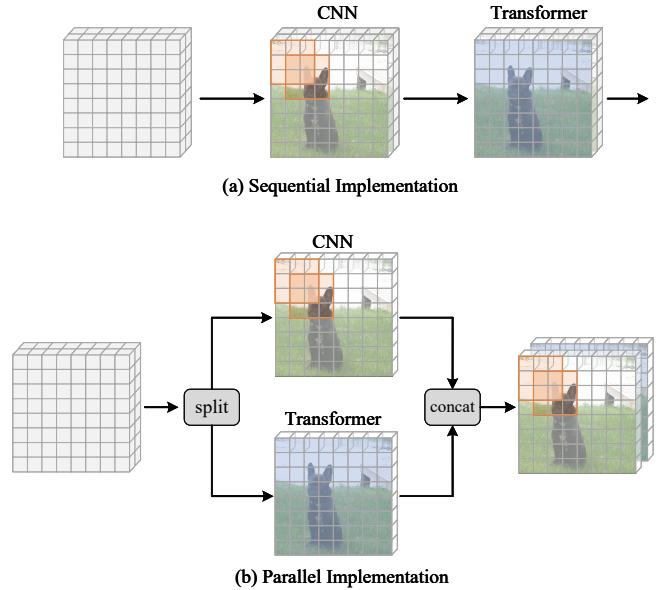 CNN
Transformer
(a) Sequential Implementation
CNN
split
concat
Transformer
(b) Parallel Implementation